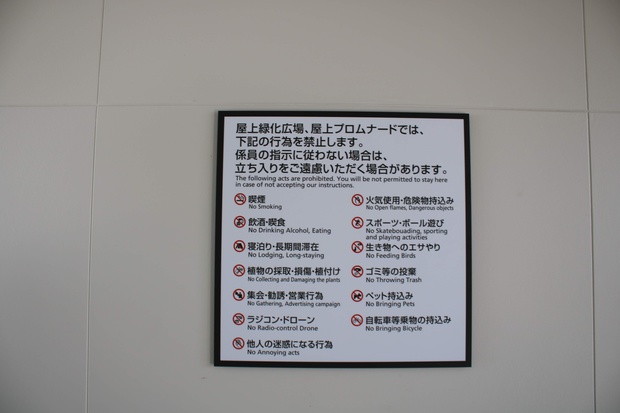 屋上緑化広場、屋上プロムナードでは、
下記の行為を禁止します。
係員の指示に従わない場合は、
立ち入りをご遠慮いただく場合があります。
The following acts are prohibited. You will be not permitted to stay here
in case of not accepting our instructions.
喫煙
No Smoking
飲酒・喫食
No Drinking Alcohol, Eating
寝泊り・長期間滞在
No Lodging, Long-staying
植物の採取・損傷・植付け
No Collecting and Damaging the plants
集会・勧誘・営業行為
No Gathering, Advertising campaign
ラジコン・ドローン
No Radio-control Drone
他人の迷惑になる行為
No Annoying acts
火気使用・危険物持込み
No Open flames, Dangerous objects
スポーツ・ボール遊び
No Skatebouading, sporting
and playing activities
生き物へのエサやり
No Feeding Birds
ゴミ等の投棄
No Throwing Trash
ペット持込み
No Bringing Pets
自転車等乗物の持込み
No Bringing Bicycle